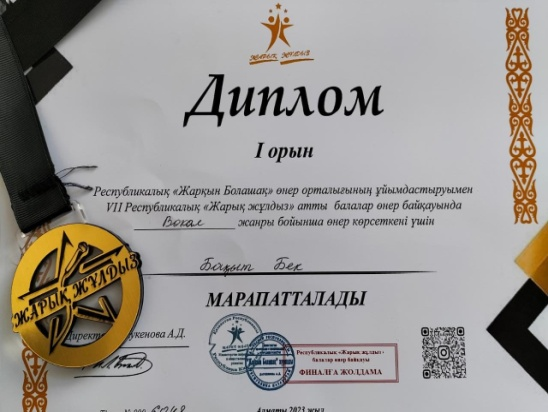 ЖАРЫҚ ЖҰЛДЫЗ
Диплом
I орын
Республикалық «Жарқын Болашақ» өнер орталығының ұйымдастыруымен
VII Республикалық «Жарық жұлдыз» атты балалар өнер байқауында
Вокал жанры бойынша өнер көрсеткені үшін
Бақыт Бек
МАРАПАТТАЛАДЫ
ЖАРЫҚ ЖҰЛДЫЗ
Директор укенова А.Д.
Республикалық «Жарық жұлдыз»
балалар өнер байқауы
ФИНАЛҒА ЖОЛДАМА
Алматы 2023 жыл